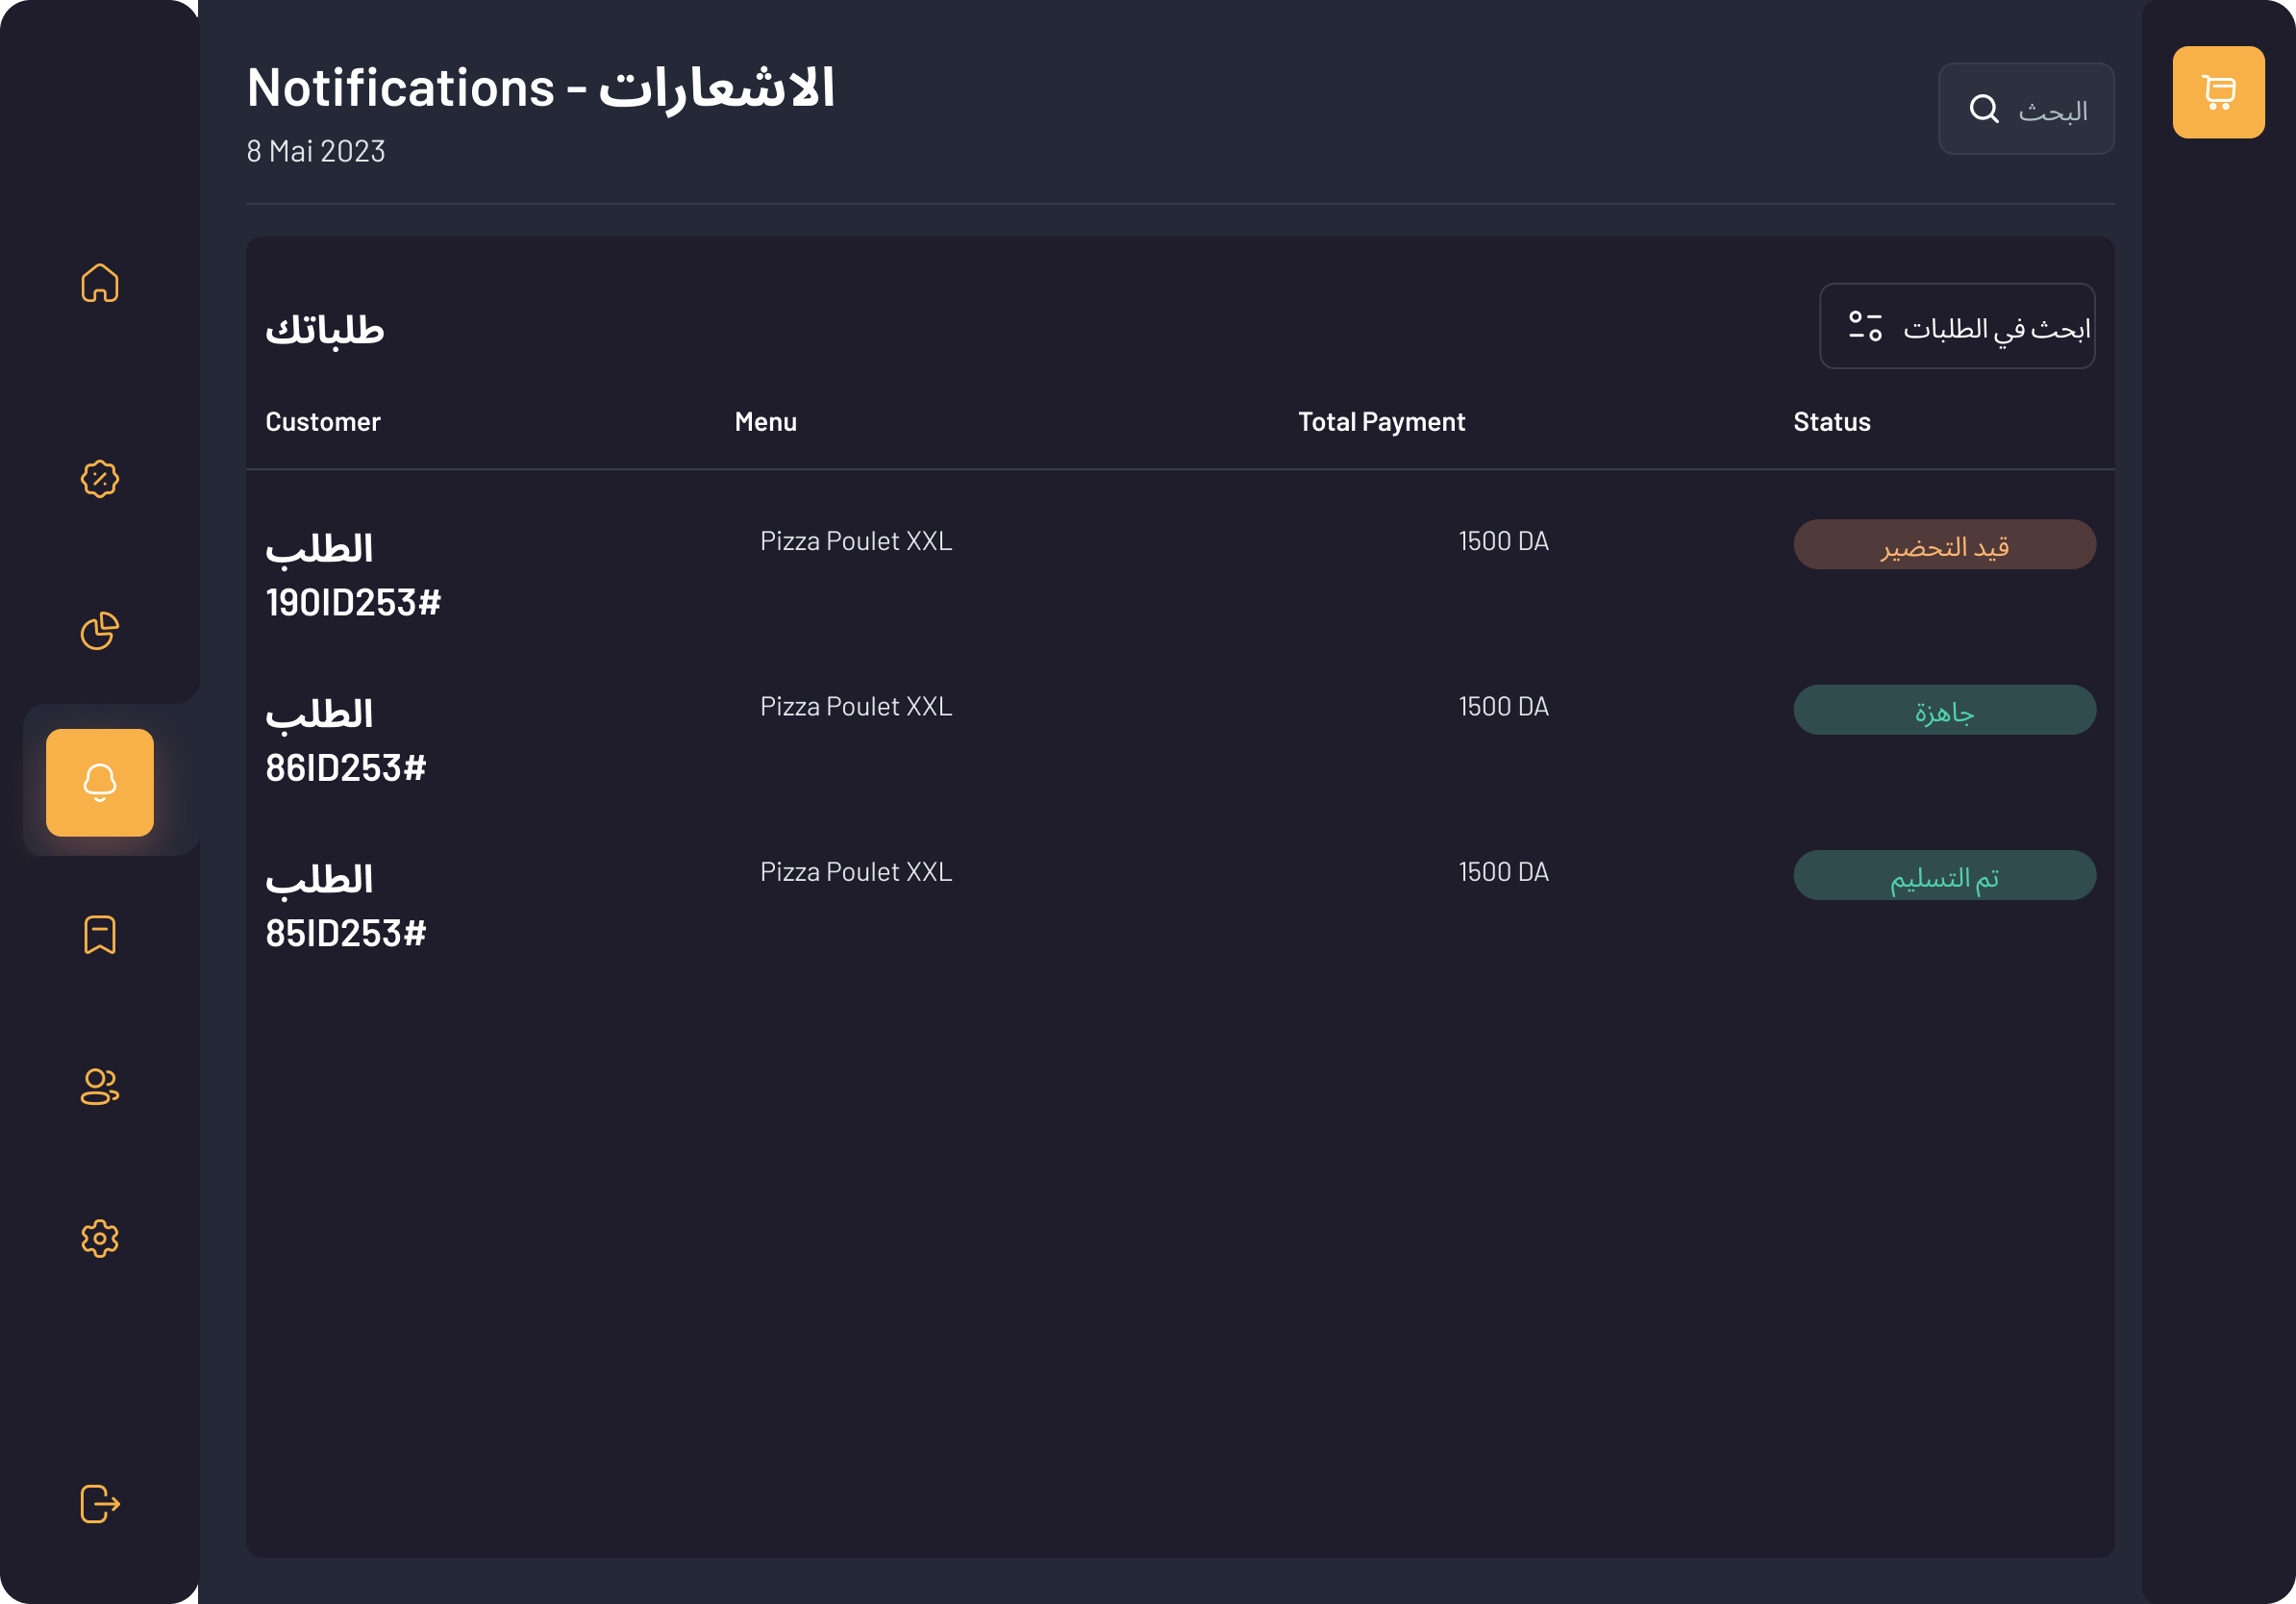 Notifications - الاشعارات
8 Mai 2023
البحث
طلباتك
ابحث في الطلبات
Customer Menu Total Payment Status
الطلب Pizza Poulet XXL 1500 DA قيد التحضير
190ID253#
الطلب Pizza Poulet XXL 1500 DA جاهزة
86ID253#
الطلب Pizza Poulet XXL 1500 DA تم التسليم
85ID253#